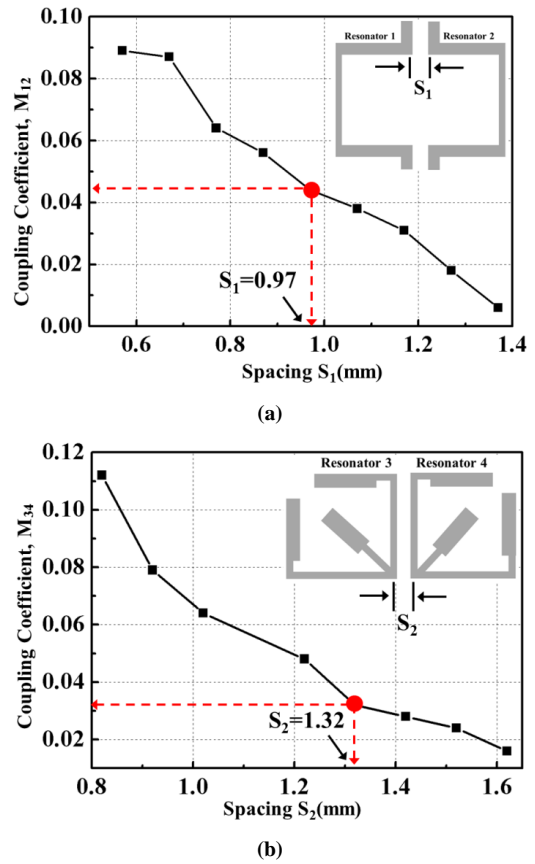 Coupling Coefficient, M₁₂
0.10
0.08
0.06
0.04
0.02
0.00
Resonator 1 Resonator 2
S₁
S₁=0.97
0.6 0.8 1.0 1.2 1.4
Spacing S₁(mm)
(a)
Coupling Coefficient, M₃₄
0.12
0.10
0.08
0.06
0.04
0.02
Resonator 3 Resonator 4
S₂
S₂=1.32
0.8 1.0 1.2 1.4 1.6
Spacing S₂(mm)
(b)